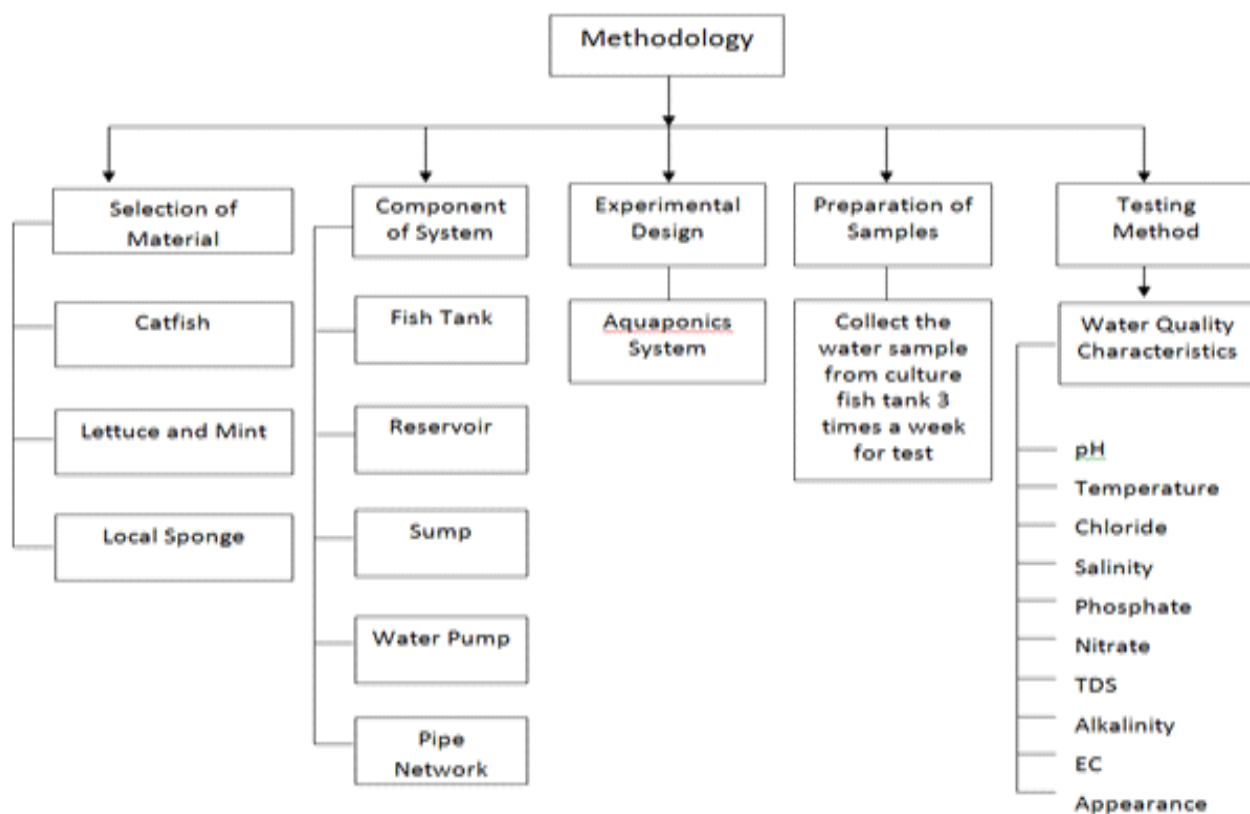 Methodology
Selection of
Material
Catfish
Lettuce and Mint
Local Sponge
Component
of System
Fish Tank
Reservoir
Sump
Water Pump
Pipe
Network
Experimental
Design
Aquaponics
System
Preparation of
Samples
Collect the
water sample
from culture
fish tank 3
times a week
for test
Testing
Method
Water Quality
Characteristics
pH
Temperature
Chloride
Salinity
Phosphate
Nitrate
TDS
Alkalinity
EC
Appearance